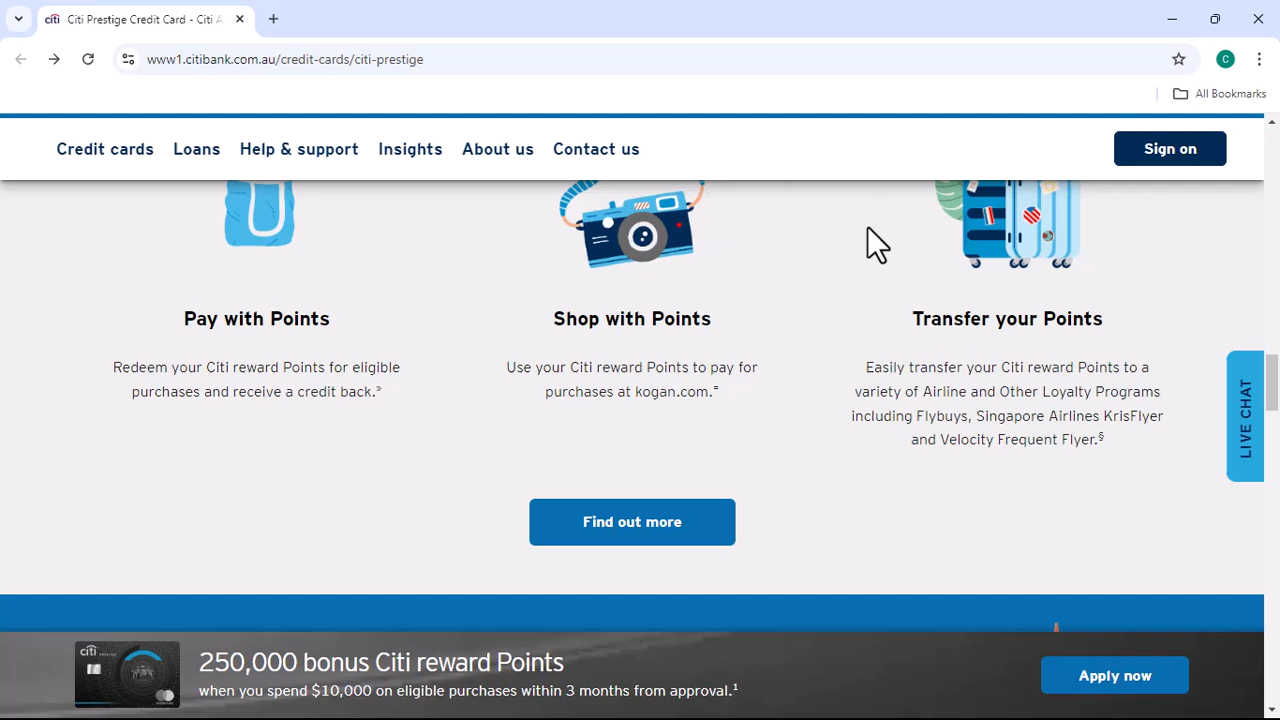 citi Citi Prestige Credit Card - Citi A
www1.citibank.com.au/credit-cards/citi-prestige
C
All Bookmarks
Credit cards Loans Help & support Insights About us Contact us Sign on
Pay with Points
Redeem your Citi reward Points for eligible
purchases and receive a credit back.»
Shop with Points
Use your Citi reward Points to pay for
purchases at kogan.com.=
Transfer your Points
Easily transfer your Citi reward Points to a
variety of Airline and Other Loyalty Programs
including Flybuys, Singapore Airlines KrisFlyer
and Velocity Frequent Flyer.§
LIVE CHAT
Find out more
citi
250,000 bonus Citi reward Points
when you spend $10,000 on eligible purchases within 3 months from approval.1
Apply now